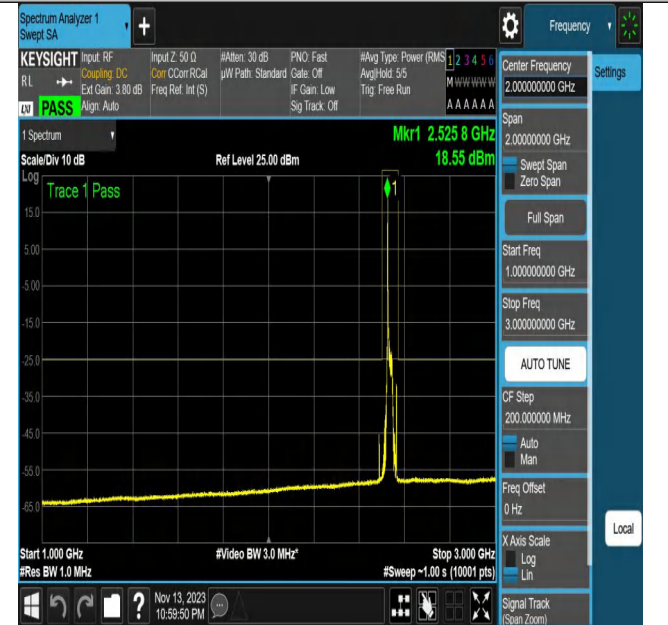 Spectrum Analyzer 1
Swept SA
+
Frequency
KEYSIGHT
RL
LXI
PASS
Input: RF
Coupling: DC
Ext Gain: 3.80 dB
Align: Auto
Input Z: 50 Ω
Corr CCorr RCal
Freq Ref: Int (S)
#Atten: 30 dB
µW Path: Standard
PNO: Fast
Gate: Off
IF Gain: Low
Sig Track: Off
#Avg Type: Power (RMS
Avg|Hold: 5/5
Trig: Free Run
1 2 3 4 5 6
M W W W W W
A A A A A A
1 Spectrum
Scale/Div 10 dB
Ref Level 25.00 dBm
Mkr1 2.525 8 GHz
18.55 dBm
Log
Trace 1 Pass
1
15.0
5.00
-5.00
-15.0
-25.0
-35.0
-45.0
-55.0
-65.0
Start 1.000 GHz
#Res BW 1.0 MHz
#Video BW 3.0 MHz*
Stop 3.000 GHz
#Sweep ~1.00 s (10001 pts)
Center Frequency
2.000000000 GHz
Span
2.00000000 GHz
Swept Span
Zero Span
Full Span
Start Freq
1.000000000 GHz
Stop Freq
3.000000000 GHz
AUTO TUNE
CF Step
200.000000 MHz
Auto
Man
Freq Offset
0 Hz
X Axis Scale
Log
Lin
Signal Track
(Span Zoom)
Settings
Local
?
Nov 13, 2023
10:59:50 PM